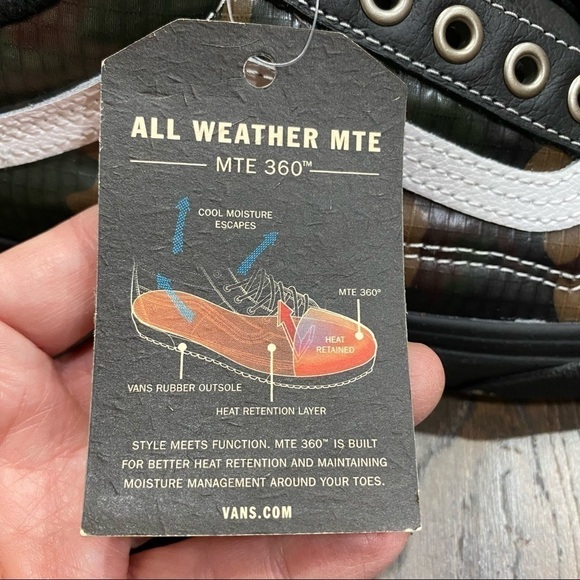 ALL WEATHER MTE
MTE 360™
COOL MOISTURE
ESCAPES
MTE 360°
HEAT
RETAINED
VANS RUBBER OUTSOLE
HEAT RETENTION LAYER
STYLE MEETS FUNCTION. MTE 360™ IS BUILT
FOR BETTER HEAT RETENTION AND MAINTAINING
MOISTURE MANAGEMENT AROUND YOUR TOES.
VANS.COM